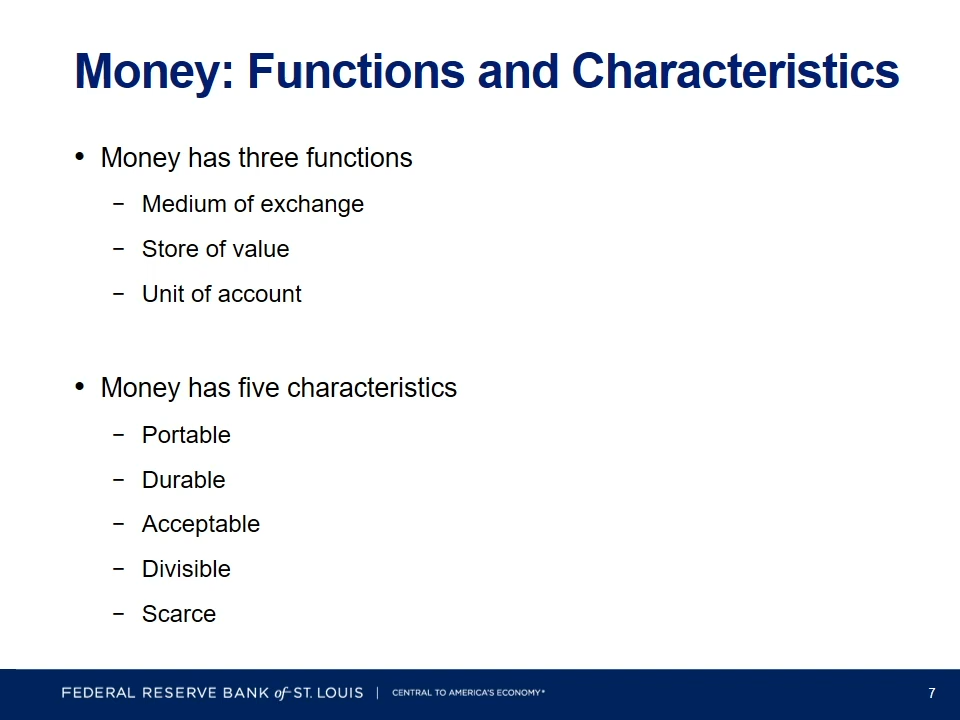 Money: Functions and Characteristics
• Money has three functions
− Medium of exchange
− Store of value
− Unit of account
• Money has five characteristics
− Portable
− Durable
− Acceptable
− Divisible
− Scarce
FEDERAL RESERVE BANK of ST. LOUIS | CENTRAL TO AMERICA'S ECONOMY® 7